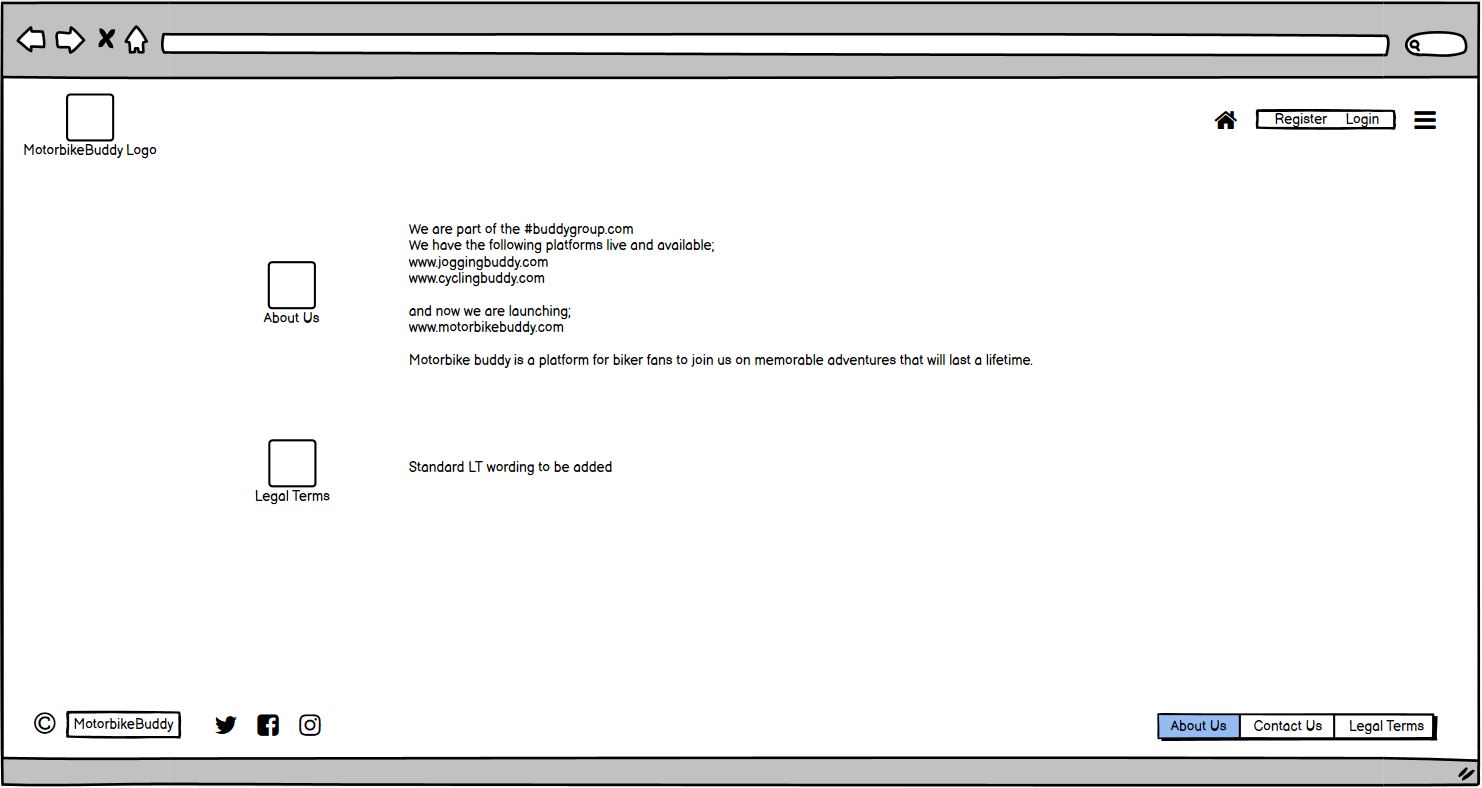 MotorbikeBuddy Logo
Register Login
We are part of the #buddygroup.com
We have the following platforms live and available;
www.joggingbuddy.com
www.cyclingbuddy.com
and now we are launching;
www.motorbikebuddy.com
Motorbike buddy is a platform for biker fans to join us on memorable adventures that will last a lifetime.
About Us
Standard LT wording to be added
Legal Terms
© MotorbikeBuddy
About Us Contact Us Legal Terms